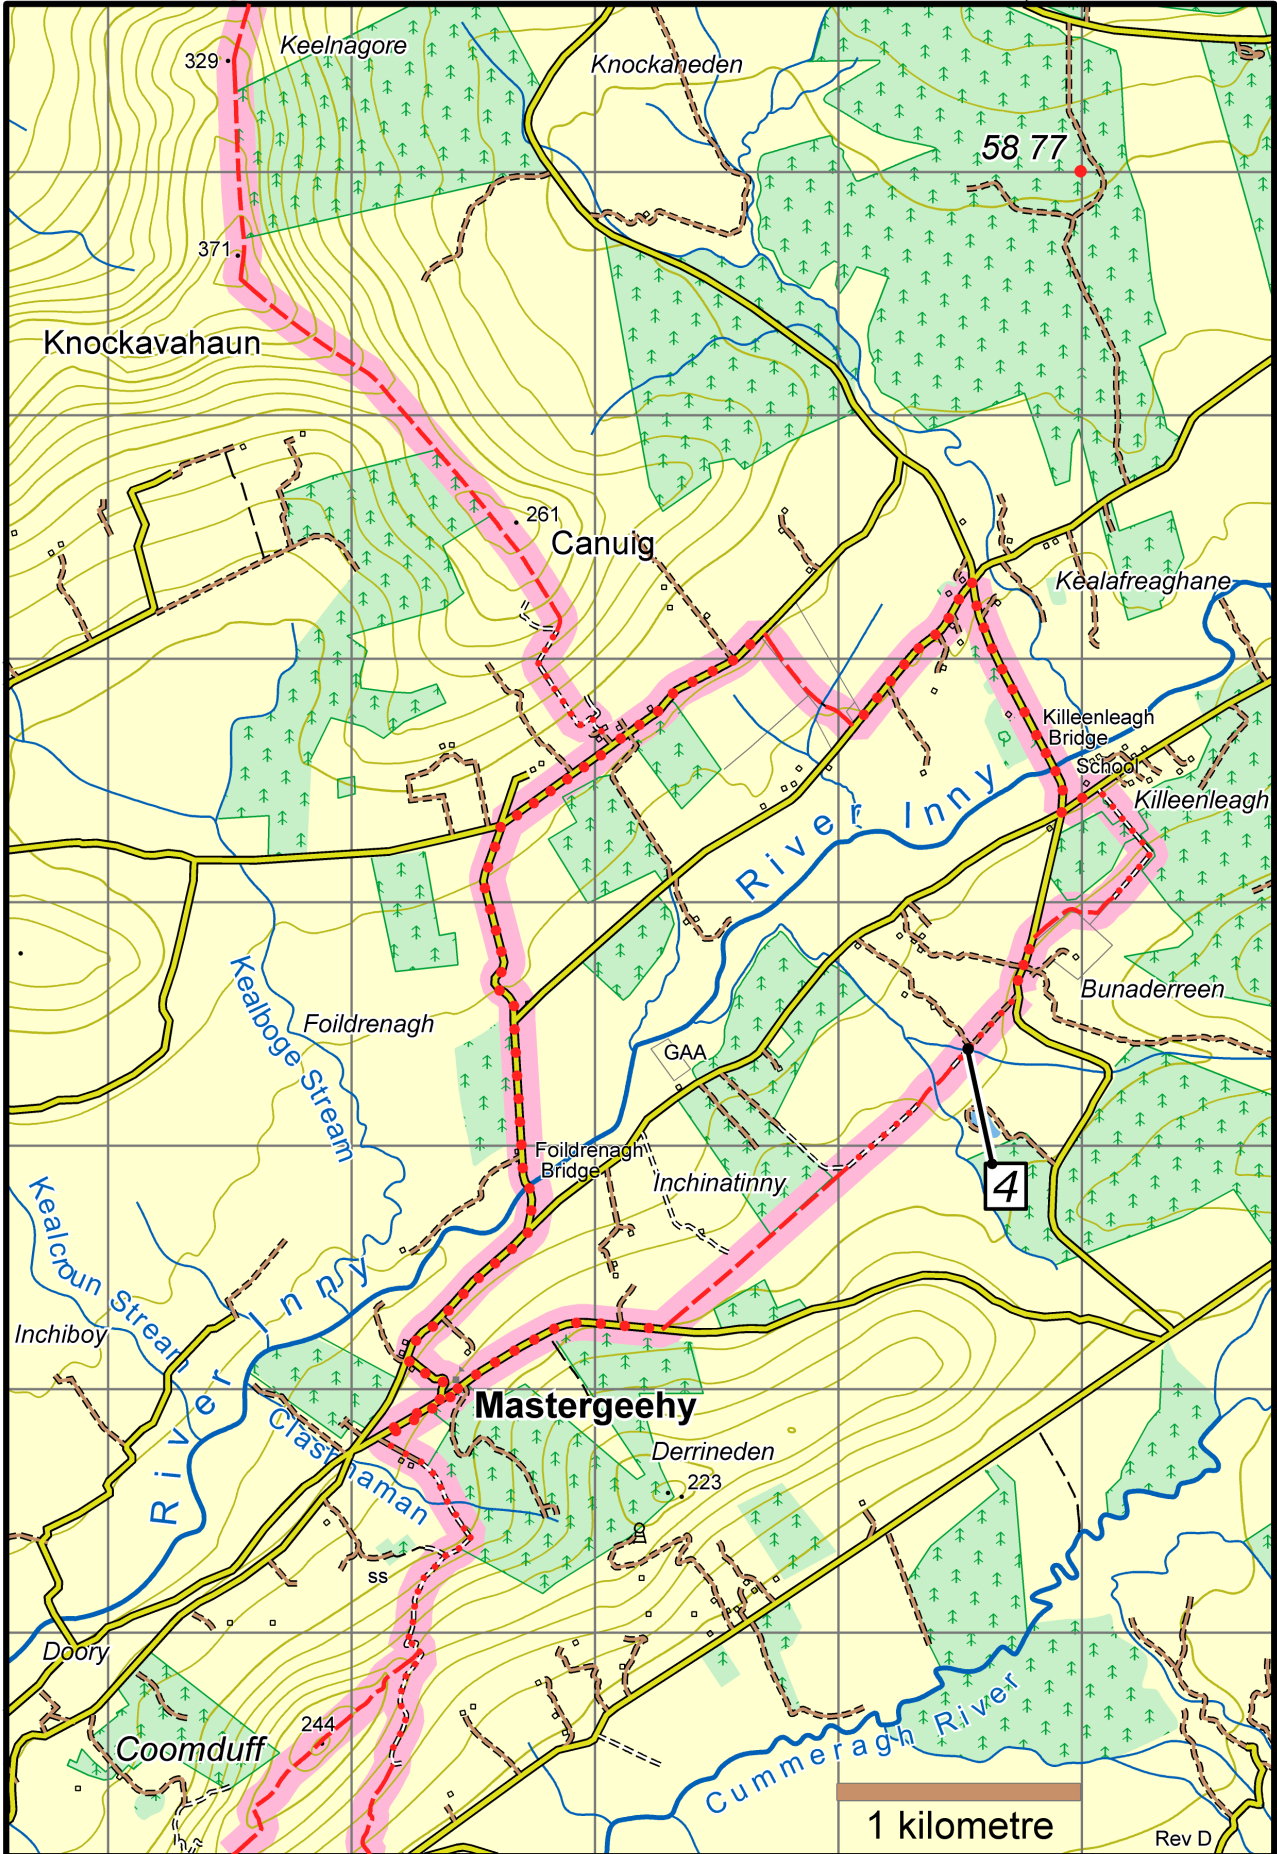 Keelnagore
329
Knockaneden
58 77
371
Knockavahaun
261
Canuig
Kealafreaghane
Killeenleagh
Bridge
School
Killeenleagh
River Inny
Kealboge Stream
Foildrenagh
Bunaderreen
GAA
Foildrenagh
Bridge
Inchinatinny
4
Kealcroun Stream
River Inny
Inchiboy
Mastergeehy
Clashnaman
Derrineden
223
ss
Doory
244
Coomduff
Cummeragh River
1 kilometre
Rev D